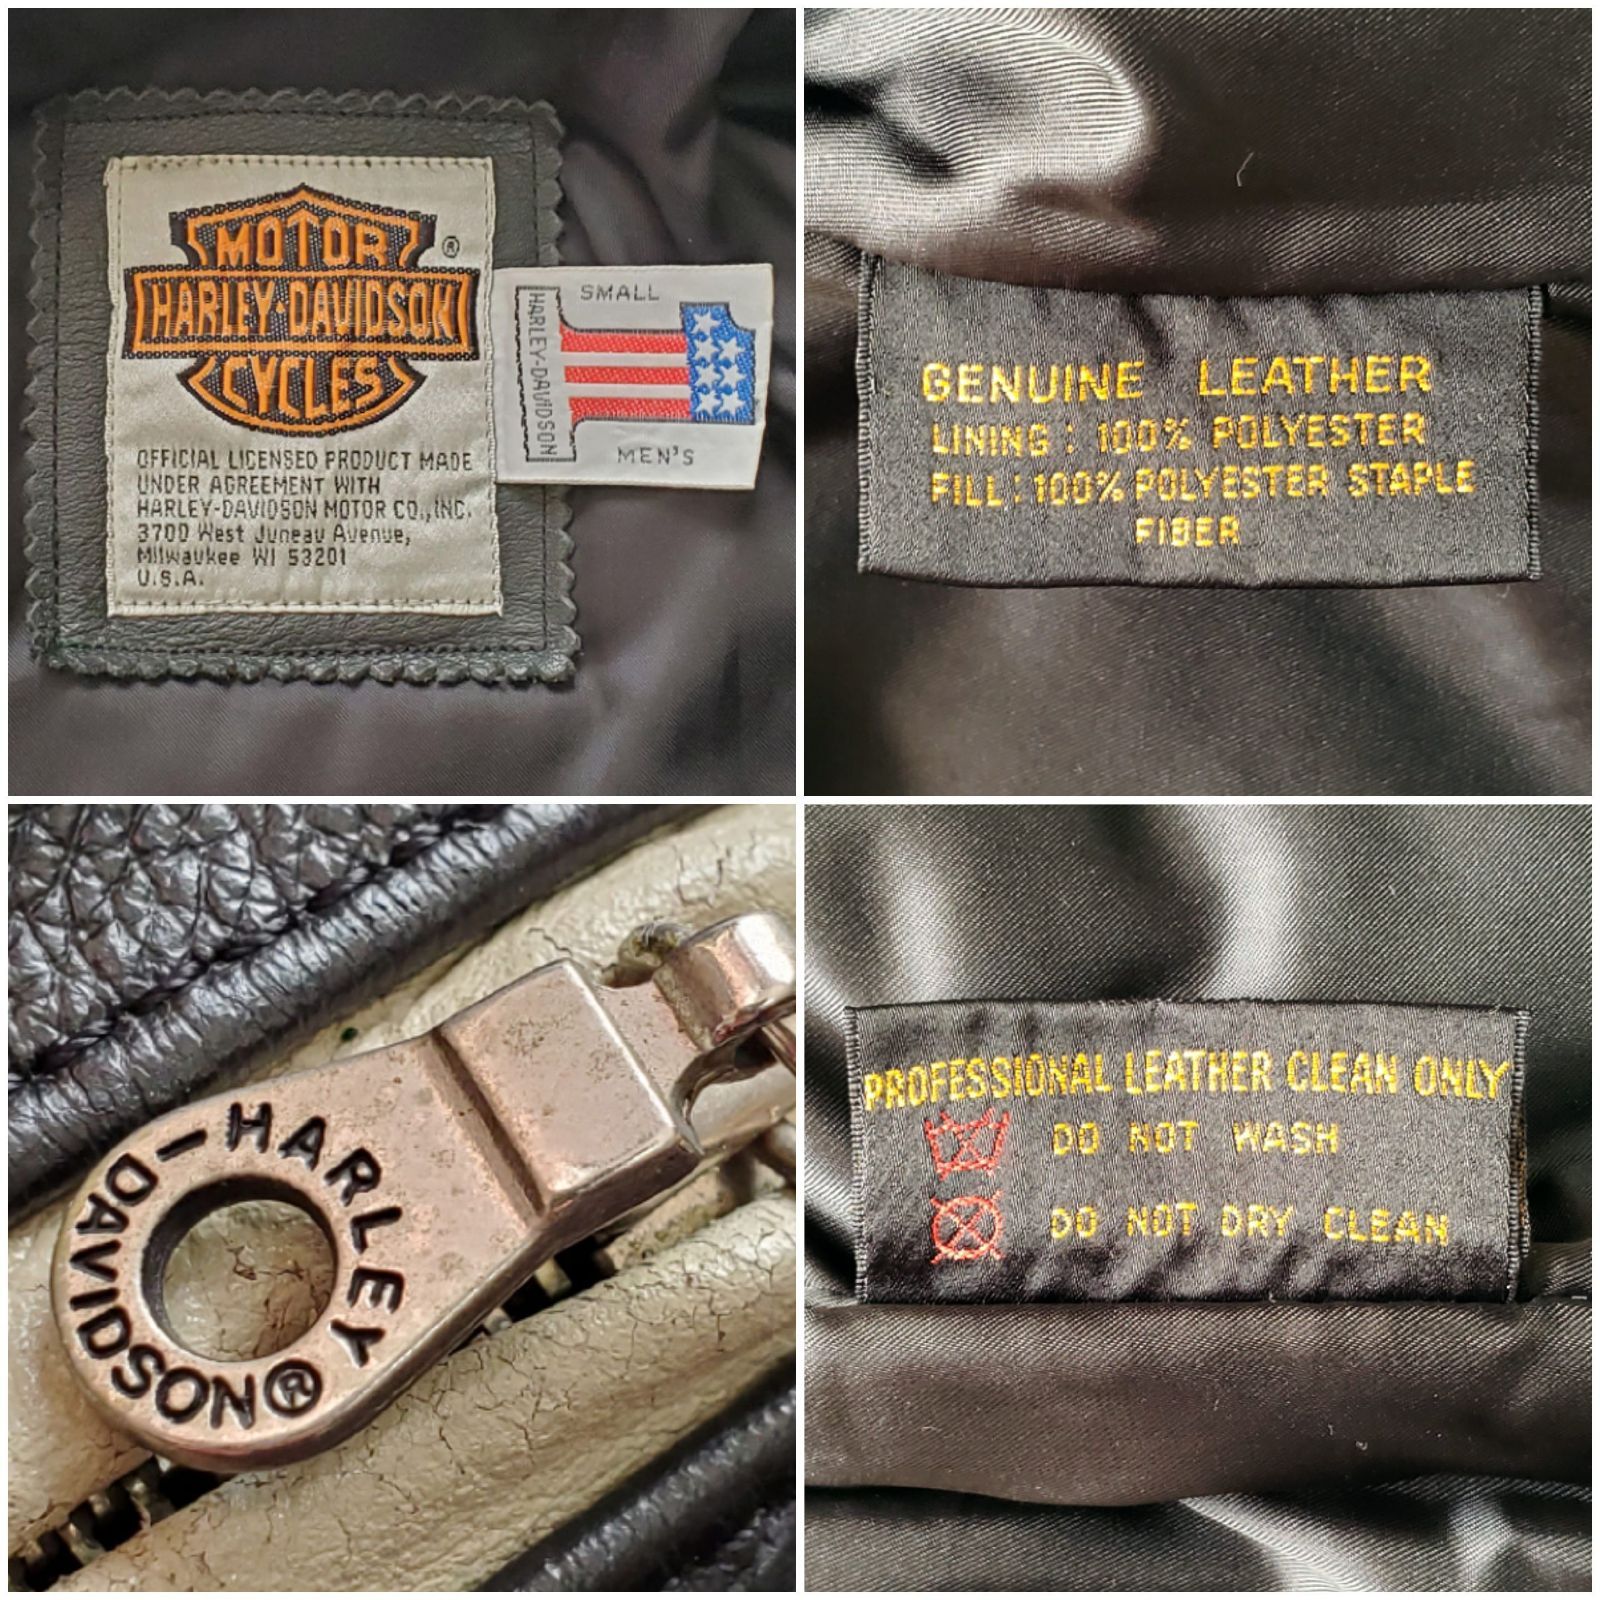 MOTOR ®
HARLEY-DAVIDSON
CYCLES
OFFICIAL LICENSED PRODUCT MADE
UNDER AGREEMENT WITH
HARLEY-DAVIDSON MOTOR CO., INC.
3700 West Juneau Avenue,
Milwaukee WI 53201
U.S.A.
SMALL
HARLEY-DAVIDSON
MEN'S
GENUINE LEATHER
LINING : 100% POLYESTER
FILL : 100% POLYESTER STAPLE
FIBER
HARLEY
-DAVIDSON®
PROFESSIONAL LEATHER CLEAN ONLY
DO NOT WASH
DO NOT DRY CLEAN